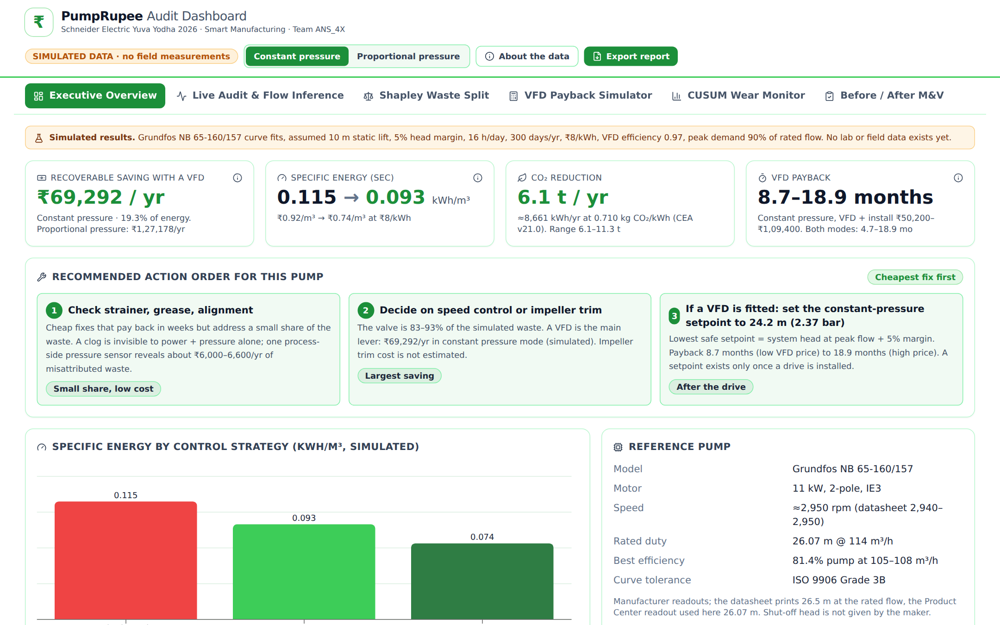 ₹
PumpRupee Audit Dashboard
Schneider Electric Yuva Yodha 2026 · Smart Manufacturing · Team ANS_4X
SIMULATED DATA · no field measurements
Constant pressure
Proportional pressure
About the data
Export report
Executive Overview
Live Audit & Flow Inference
Shapley Waste Split
VFD Payback Simulator
CUSUM Wear Monitor
Before / After M&V
Simulated results. Grundfos NB 65-160/157 curve fits, assumed 10 m static lift, 5% head margin, 16 h/day, 300 days/yr, ₹8/kWh, VFD efficiency 0.97, peak demand 90% of rated flow. No lab or field data exists yet.
RECOVERABLE SAVING WITH A VFD
₹69,292 / yr
Constant pressure · 19.3% of energy.
Proportional pressure: ₹1,27,178/yr
SPECIFIC ENERGY (SEC)
0.115 → 0.093 kWh/m³
₹0.92/m³ → ₹0.74/m³ at ₹8/kWh
CO₂ REDUCTION
6.1 t / yr
≈8,661 kWh/yr at 0.710 kg CO₂/kWh (CEA
v21.0). Range 6.1–11.3 t
VFD PAYBACK
8.7–18.9 months
Constant pressure, VFD + install ₹50,200–
₹1,09,400. Both modes: 4.7–18.9 mo
RECOMMENDED ACTION ORDER FOR THIS PUMP
Cheapest fix first
1 Check strainer, grease, alignment
Cheap fixes that pay back in weeks but address a small share of the
waste. A clog is invisible to power + pressure alone; one process-
side pressure sensor reveals about ₹6,000–6,600/yr of
misattributed waste.
Small share, low cost
2 Decide on speed control or impeller trim
The valve is 83–93% of the simulated waste. A VFD is the main
lever: ₹69,292/yr in constant pressure mode (simulated). Impeller
trim cost is not estimated.
Largest saving
3 If a VFD is fitted: set the constant-pressure
setpoint to 24.2 m (2.37 bar)
Lowest safe setpoint = system head at peak flow + 5% margin.
Payback 8.7 months (low VFD price) to 18.9 months (high price). A
setpoint exists only once a drive is installed.
After the drive
SPECIFIC ENERGY BY CONTROL STRATEGY (KWH/M³, SIMULATED)
0.115
0.093
0.074
REFERENCE PUMP
Model Grundfos NB 65-160/157
Motor 11 kW, 2-pole, IE3
Speed ≈2,950 rpm (datasheet 2,940–
2,950)
Rated duty 26.07 m @ 114 m³/h
Best efficiency 81.4% pump at 105–108 m³/h
Curve tolerance ISO 9906 Grade 3B
Manufacturer readouts; the datasheet prints 26.5 m at the rated flow, the Product
Center readout used here 26.07 m. Shut-off head is not given by the maker.